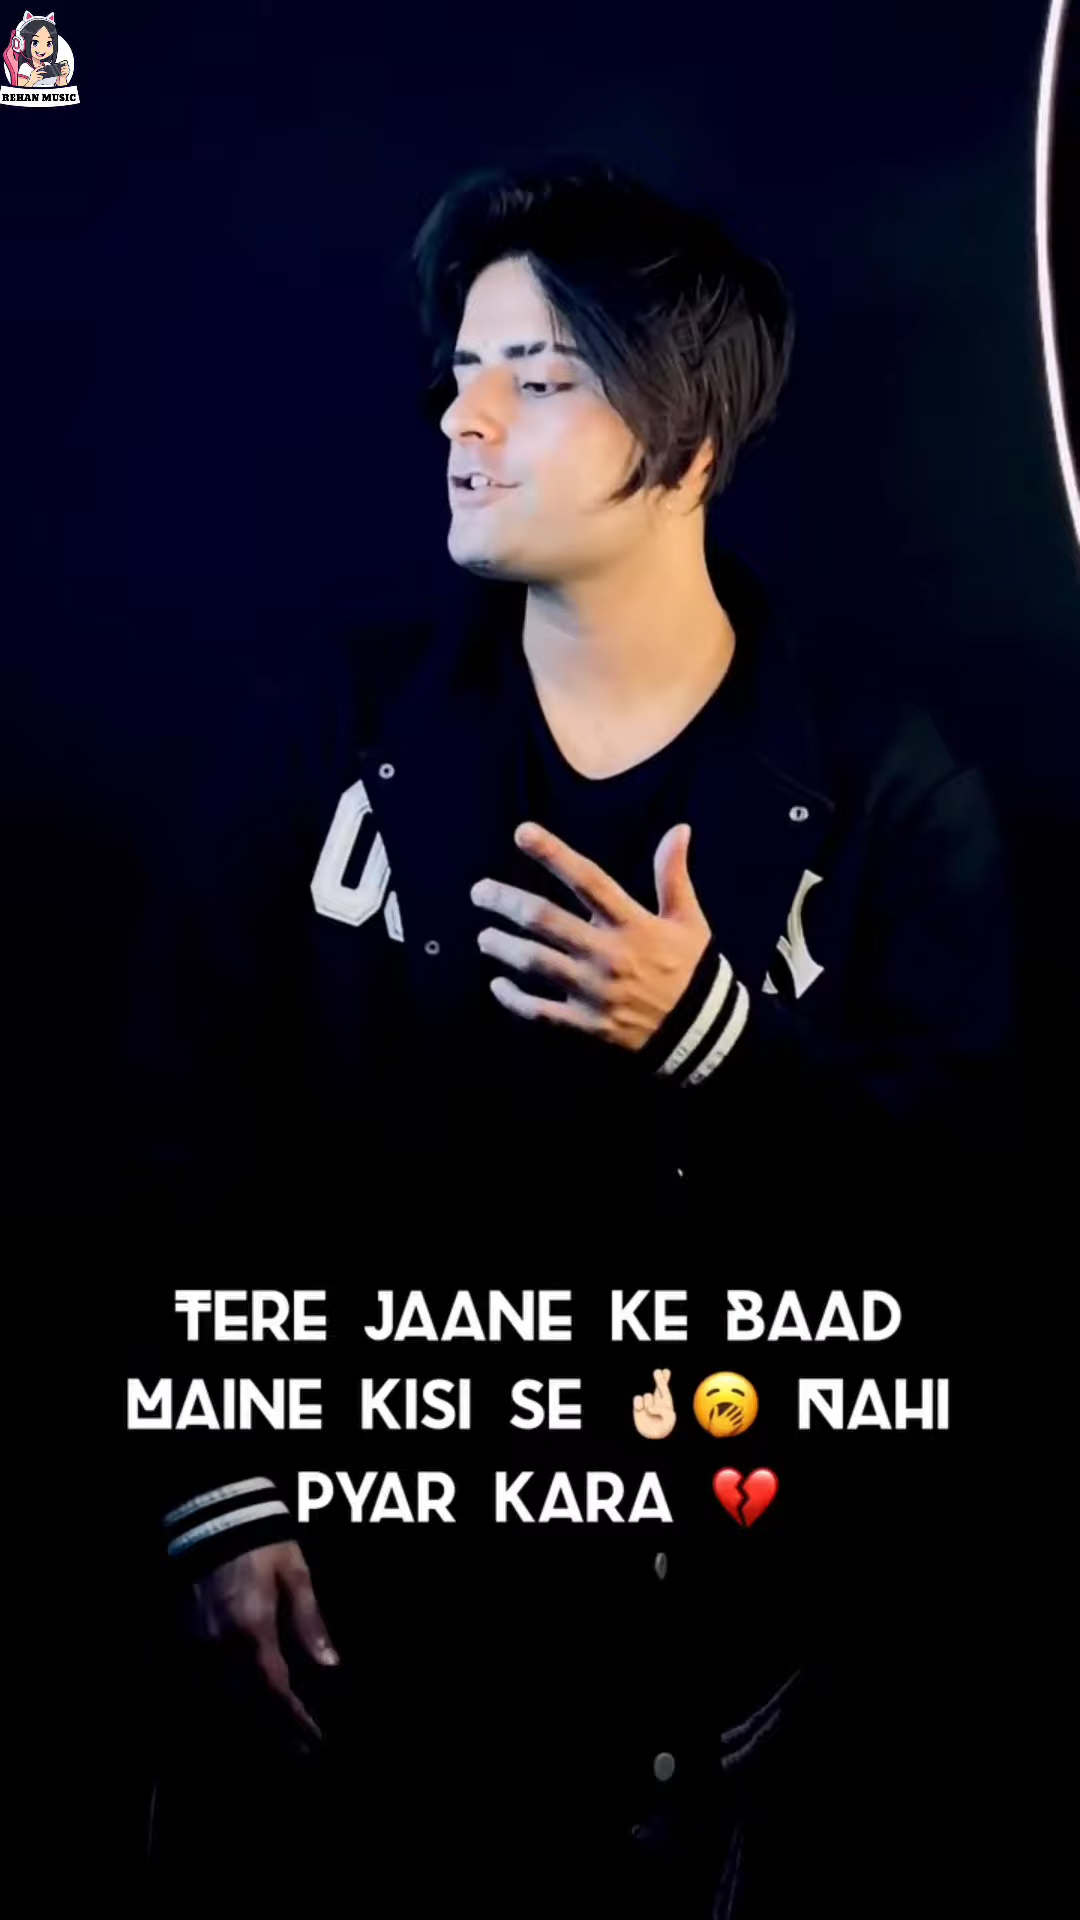 REHAN MUSIC
TERE JAANE KE BAAD
MAINE KISI SE 🤞🏻🥱 NAHI
PYAR KARA 💔